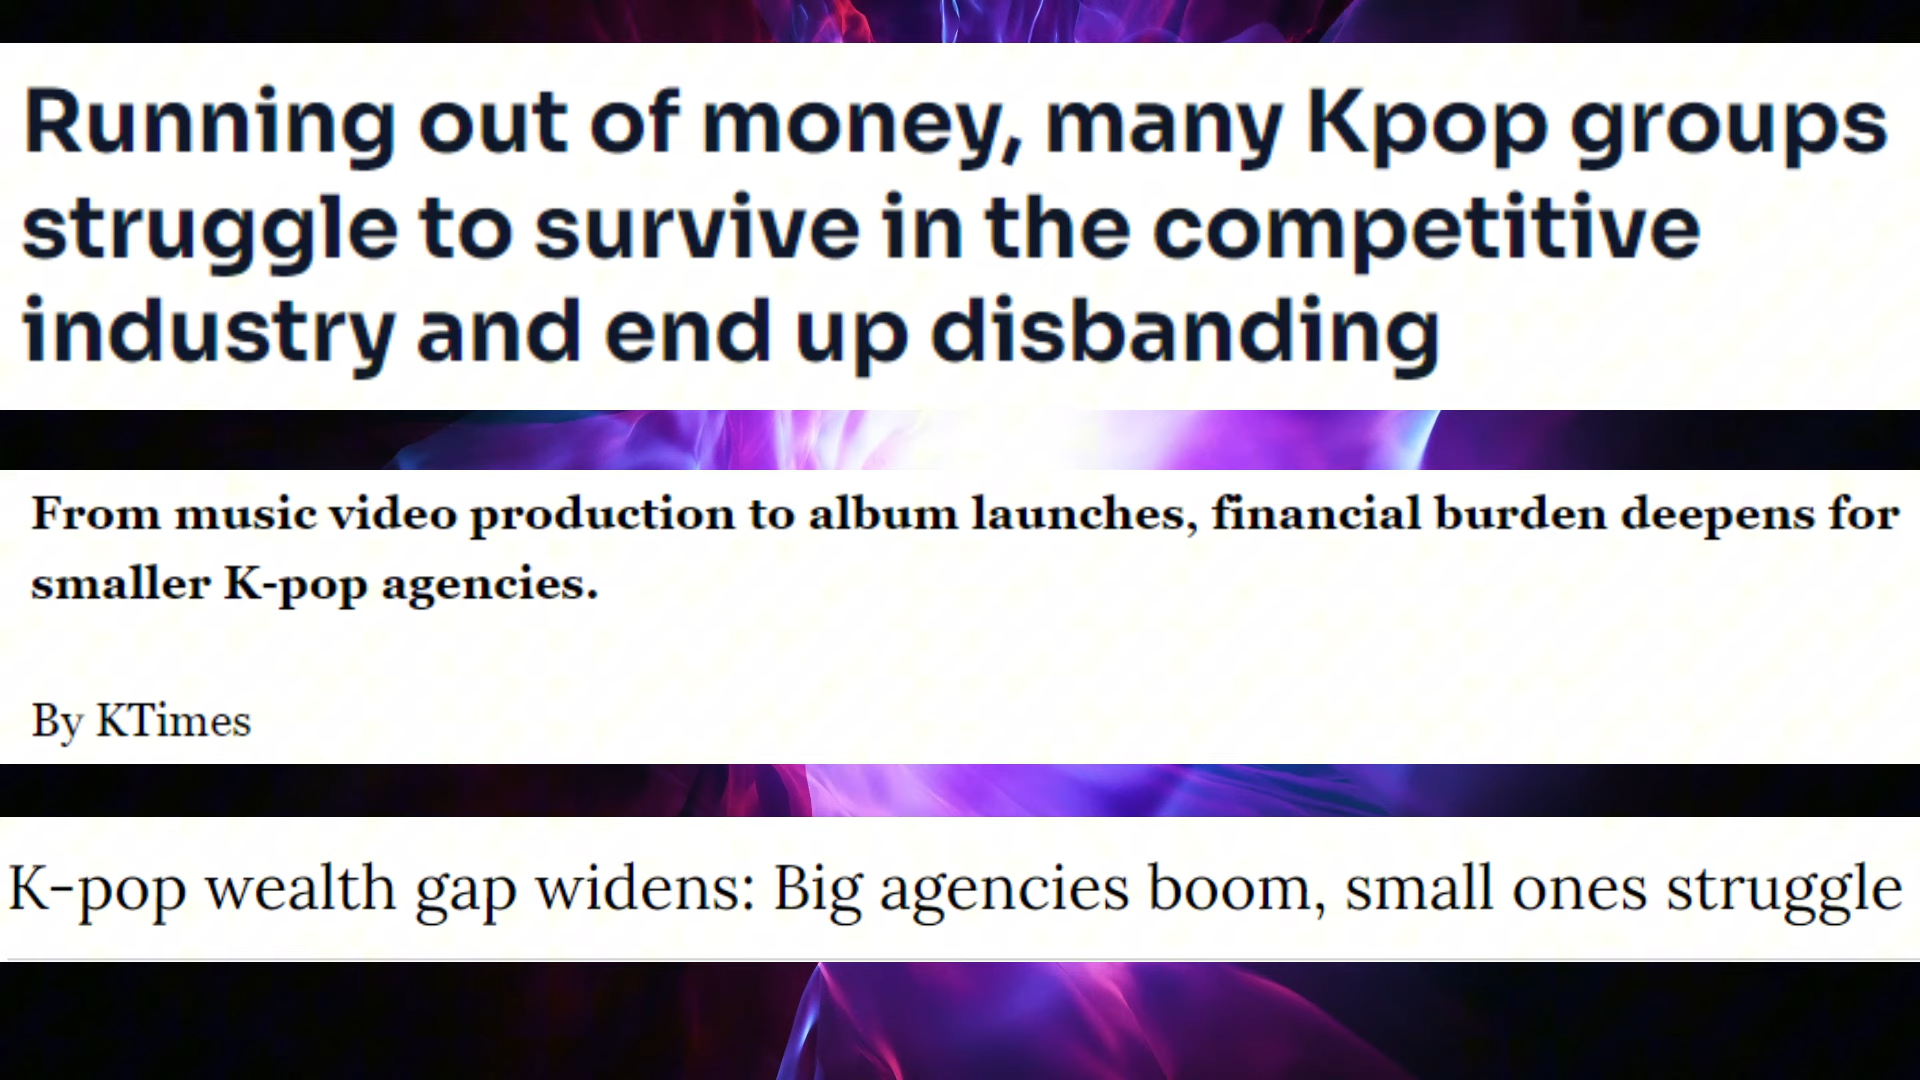 Running out of money, many Kpop groups
struggle to survive in the competitive
industry and end up disbanding
From music video production to album launches, financial burden deepens for
smaller K-pop agencies.
By KTimes
K-pop wealth gap widens: Big agencies boom, small ones struggle